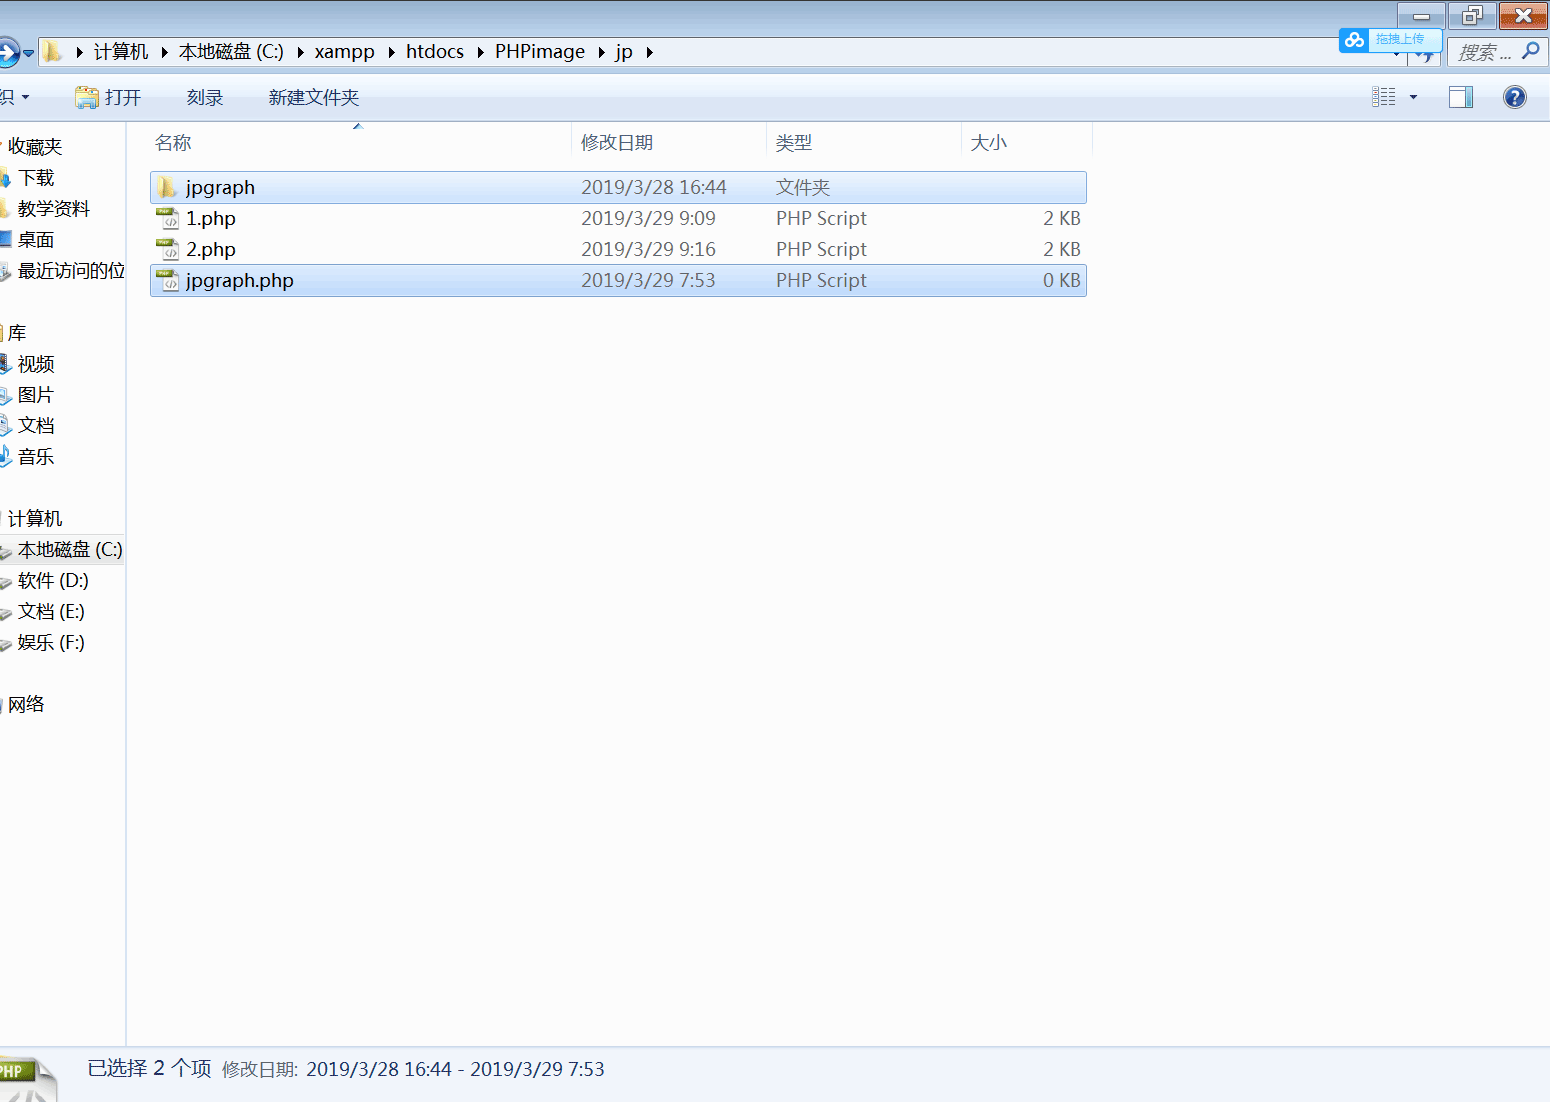 计算机 本地磁盘 (C:) xampp htdocs PHPimage jp
拖拽上传
搜索 ...
织 打开 刻录 新建文件夹
名称 修改日期 类型 大小
jpgraph 2019/3/28 16:44 文件夹
1.php 2019/3/29 9:09 PHP Script 2 KB
2.php 2019/3/29 9:16 PHP Script 2 KB
jpgraph.php 2019/3/29 7:53 PHP Script 0 KB
收藏夹
下载
教学资料
桌面
最近访问的位
库
视频
图片
文档
音乐
计算机
本地磁盘 (C:)
软件 (D:)
文档 (E:)
娱乐 (F:)
网络
PHP
已选择 2 个项 修改日期: 2019/3/28 16:44 - 2019/3/29 7:53